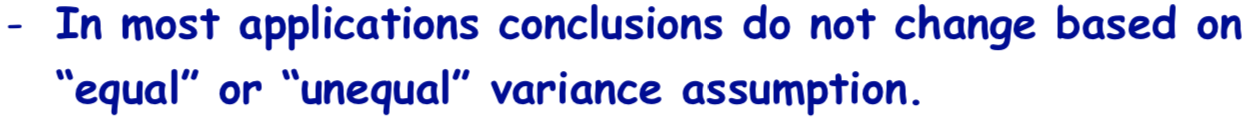 - In most applications conclusions do not change based on
“equal” or “unequal” variance assumption.